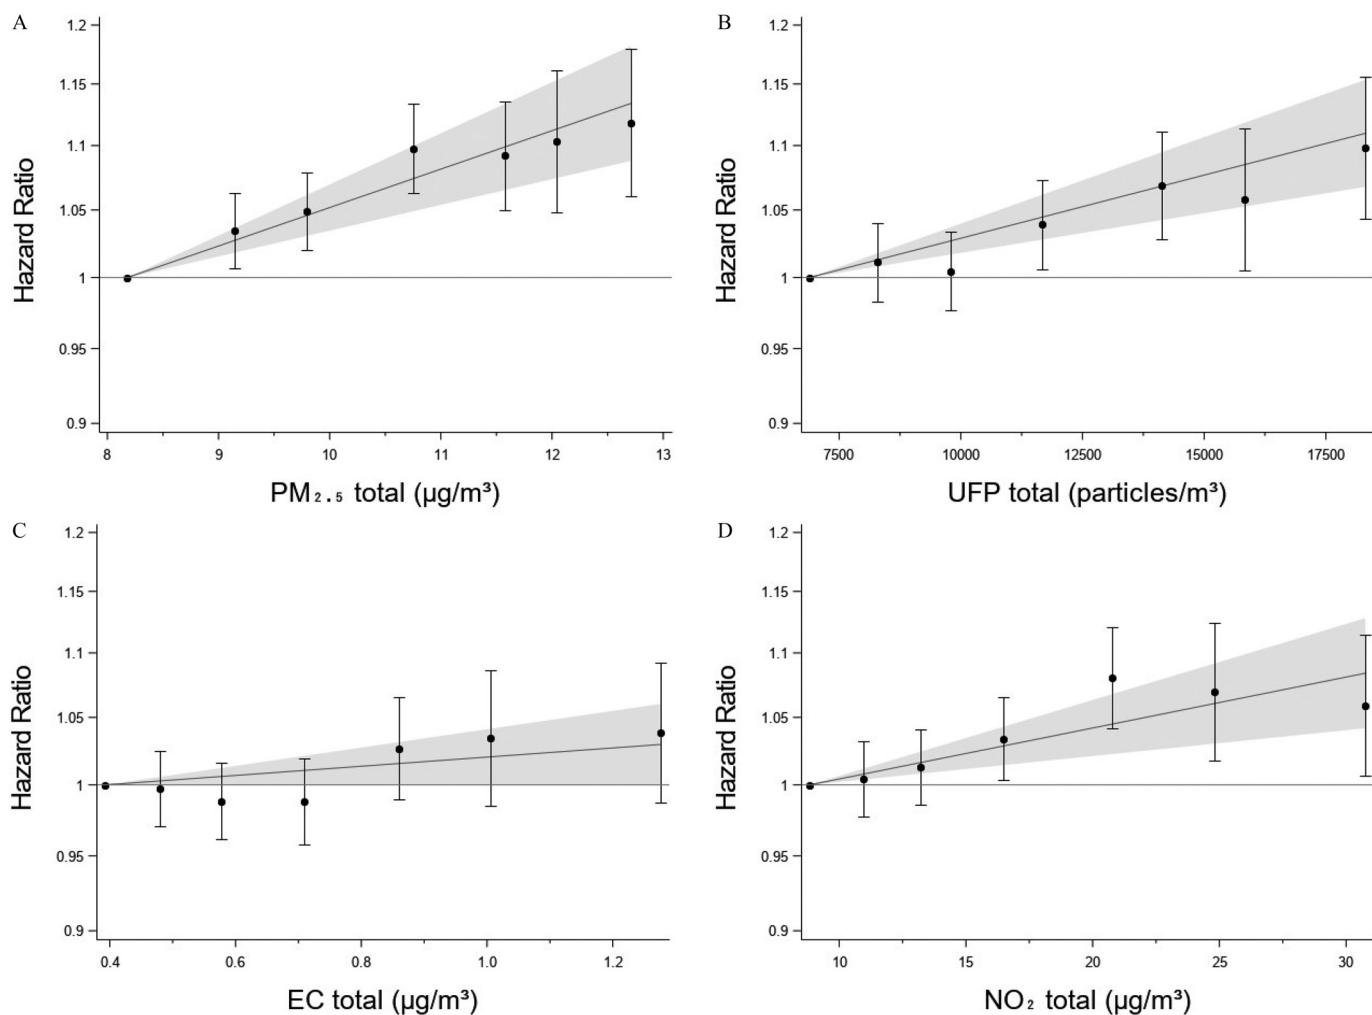 A
1.2
1.15
1.1
1.05
1
0.95
0.9
Hazard Ratio
8 9 10 11 12 13
PM₂.₅ total (µg/m³)
B
1.2
1.15
1.1
1.05
1
0.95
0.9
Hazard Ratio
7500 10000 12500 15000 17500
UFP total (particles/m³)
C
1.2
1.15
1.1
1.05
1
0.95
0.9
Hazard Ratio
0.4 0.6 0.8 1.0 1.2
EC total (µg/m³)
D
1.2
1.15
1.1
1.05
1
0.95
0.9
Hazard Ratio
10 15 20 25 30
NO₂ total (µg/m³)